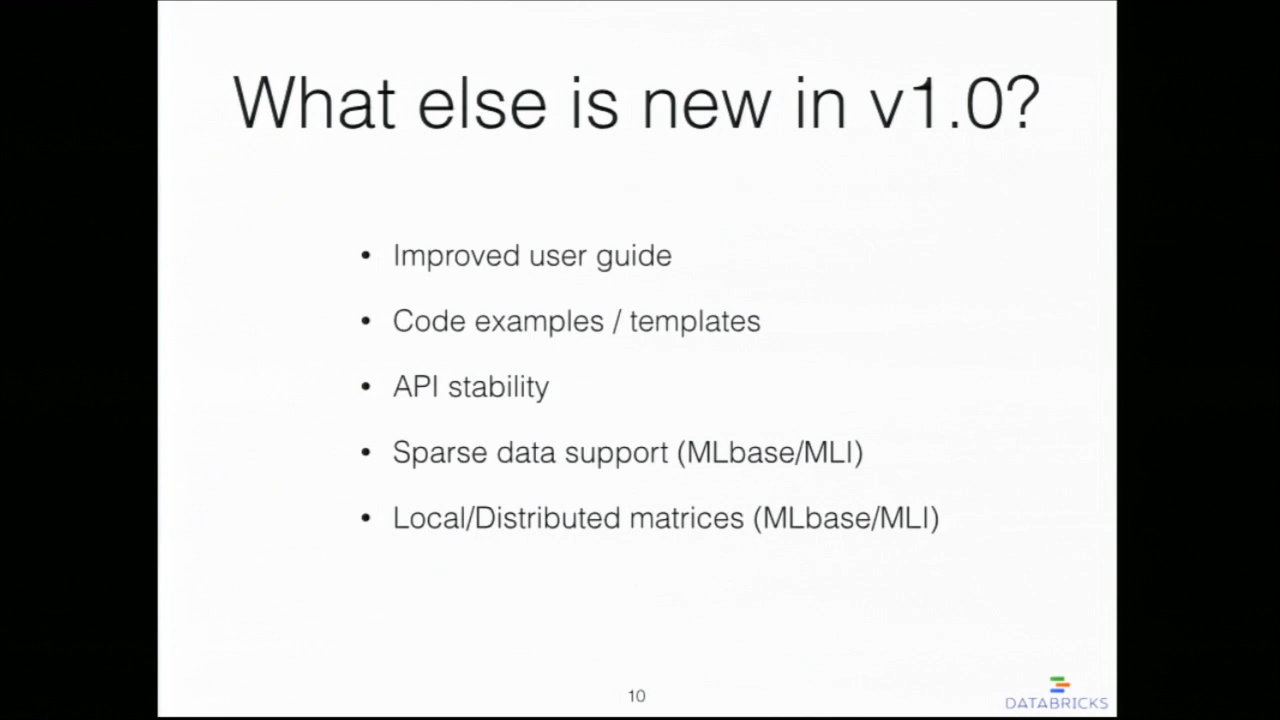 What else is new in v1.0?
• Improved user guide
• Code examples / templates
• API stability
• Sparse data support (MLbase/MLI)
• Local/Distributed matrices (MLbase/MLI)
10
DATABRICKS